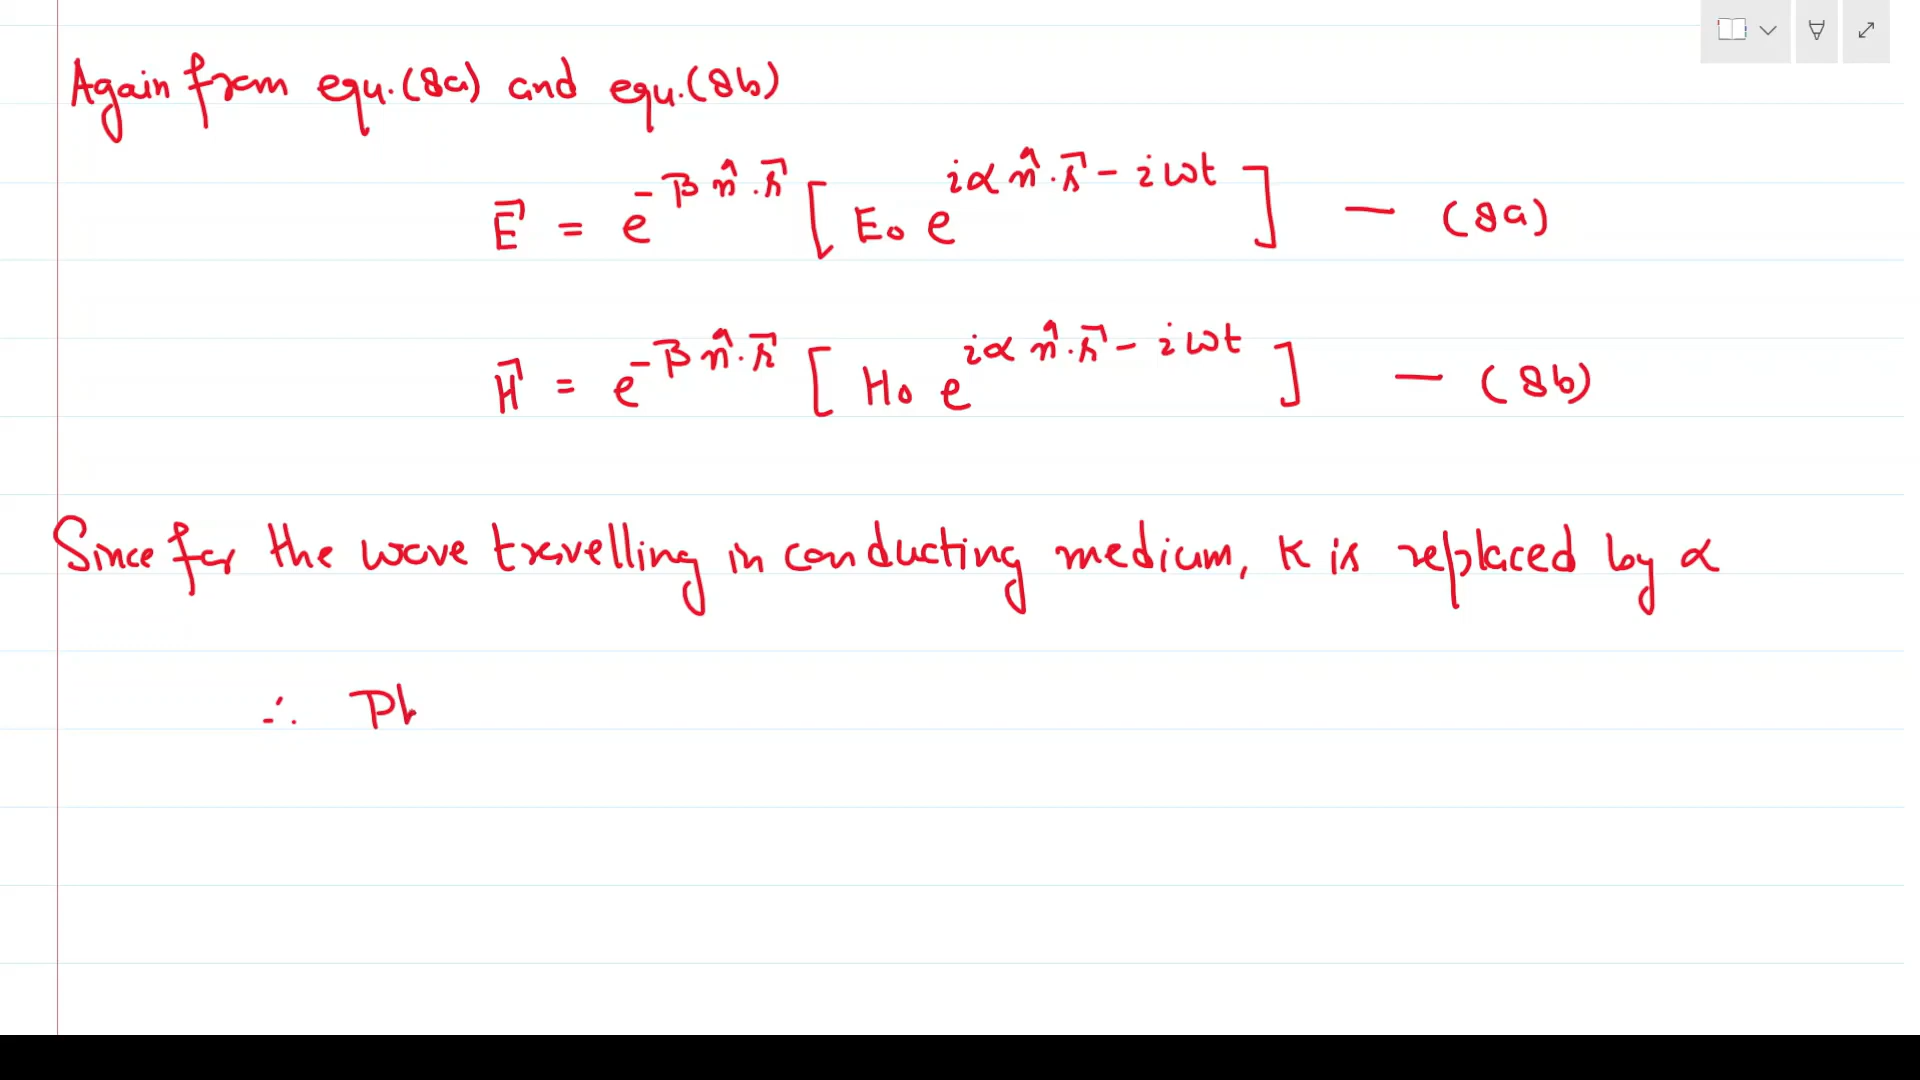 Again from equ.(8a) and equ.(8b)
E⃗ = e^{-β n̂·r⃗} [ E₀ e^{iα n̂·r⃗ - iωt} ] — (8a)
H⃗ = e^{-β n̂·r⃗} [ H₀ e^{iα n̂·r⃗ - iωt} ] — (8b)
Since for the wave travelling in conducting medium, K is replaced by α
∴ Ph